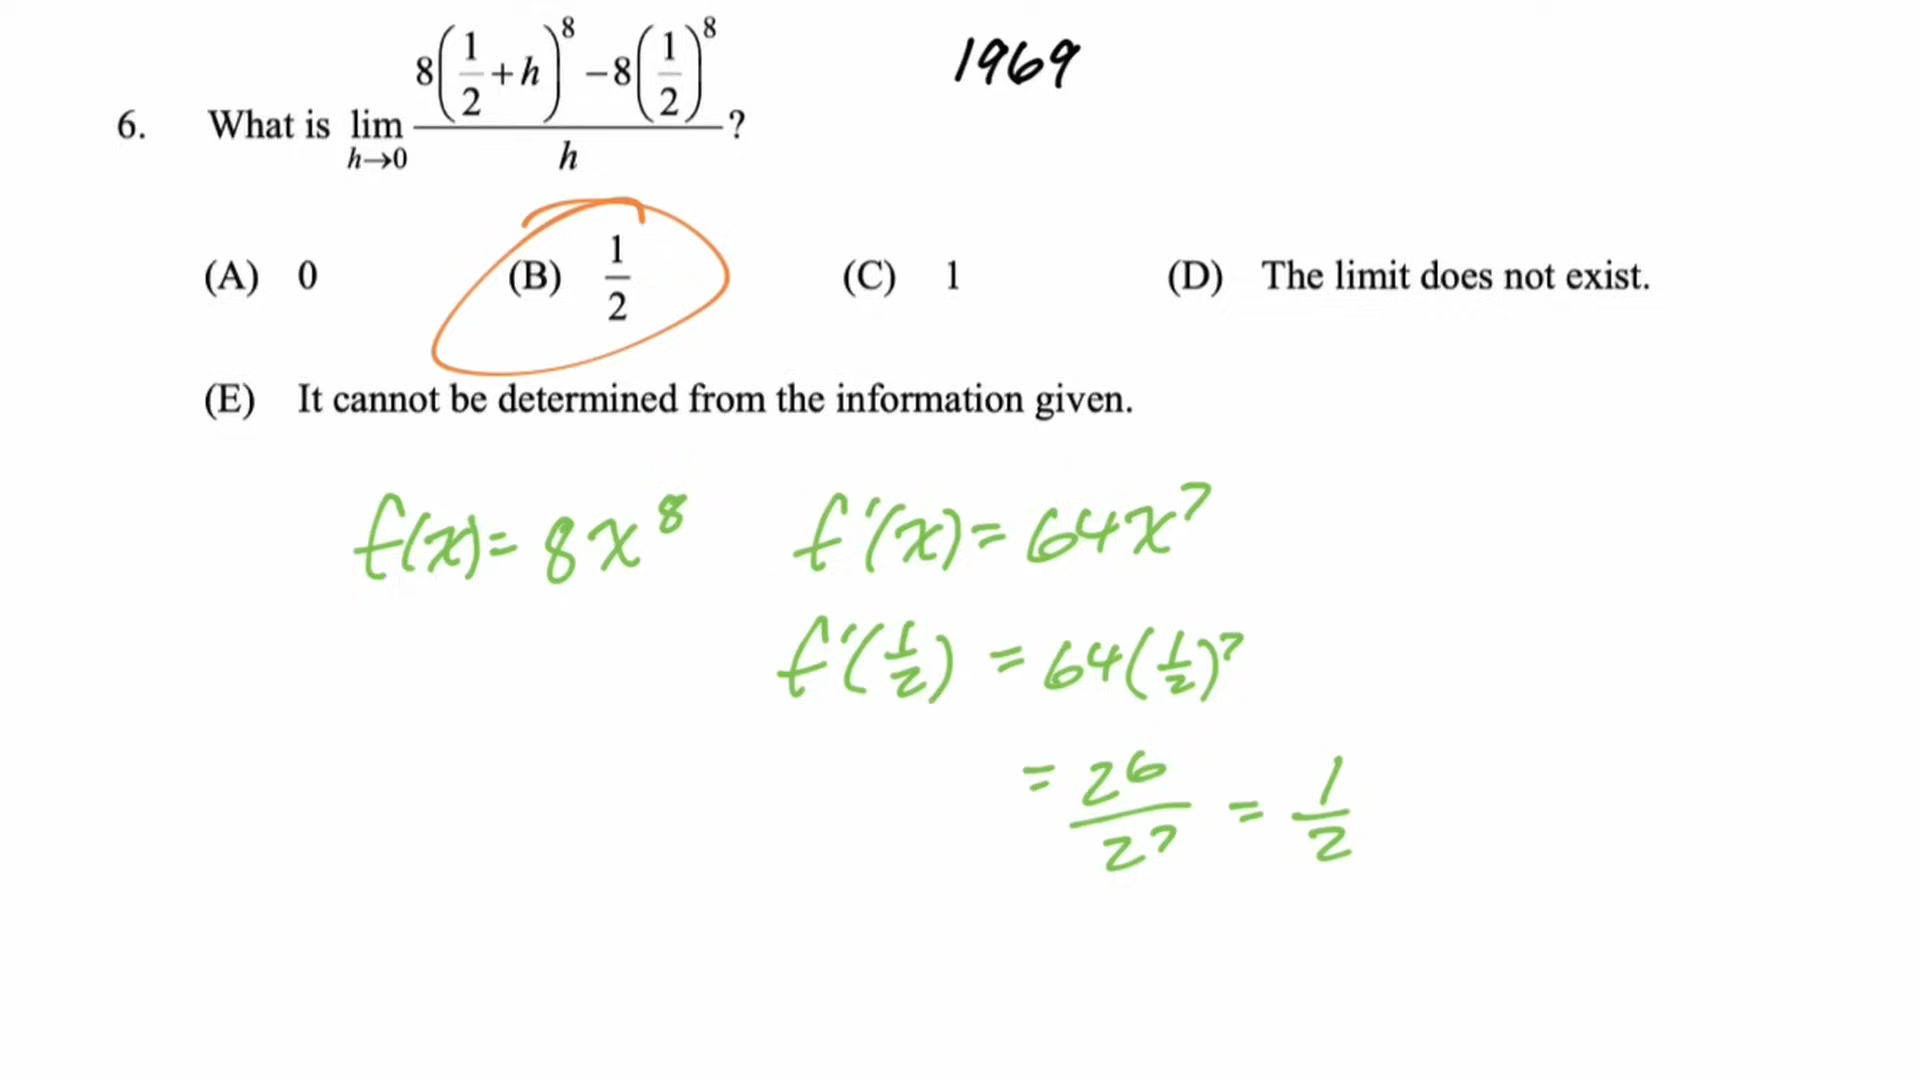 6. What is lim h→0 (8(1/2 + h)^8 − 8(1/2)^8)/h ?
1969
(A) 0 (B) 1/2 (C) 1 (D) The limit does not exist.
(E) It cannot be determined from the information given.
f(x) = 8x^8 f'(x) = 64x^7
f'(1/2) = 64(1/2)^7
= 2^6/2^7 = 1/2